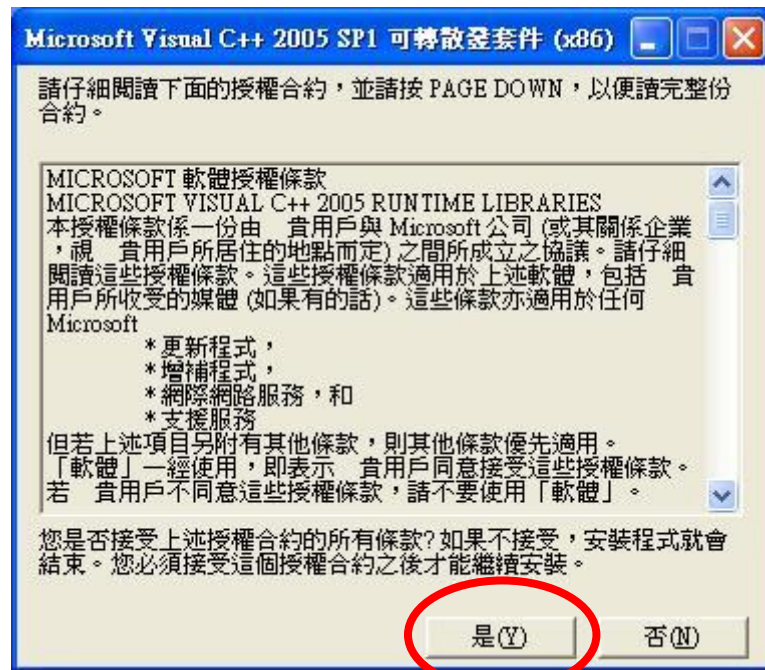 Microsoft Visual C++ 2005 SP1 可轉散發套件 (x86)
請仔細閱讀下面的授權合約，並請按 PAGE DOWN，以便讀完整份
合約。
MICROSOFT 軟體授權條款
MICROSOFT VISUAL C++ 2005 RUNTIME LIBRARIES
本授權條款係一份由　貴用戶與 Microsoft 公司 (或其關係企業
，視　貴用戶所居住的地點而定) 之間所成立之協議。請仔細
閱讀這些授權條款。這些授權條款適用於上述軟體，包括　貴
用戶所收受的媒體 (如果有的話)。這些條款亦適用於任何
Microsoft
*更新程式，
*增補程式，
*網際網路服務，和
*支援服務
但若上述項目另附有其他條款，則其他條款優先適用。
「軟體」一經使用，即表示　貴用戶同意接受這些授權條款。
若　貴用戶不同意這些授權條款，請不要使用「軟體」。
您是否接受上述授權合約的所有條款? 如果不接受，安裝程式就會
結束。您必須接受這個授權合約之後才能繼續安裝。
是(Y) 否(N)